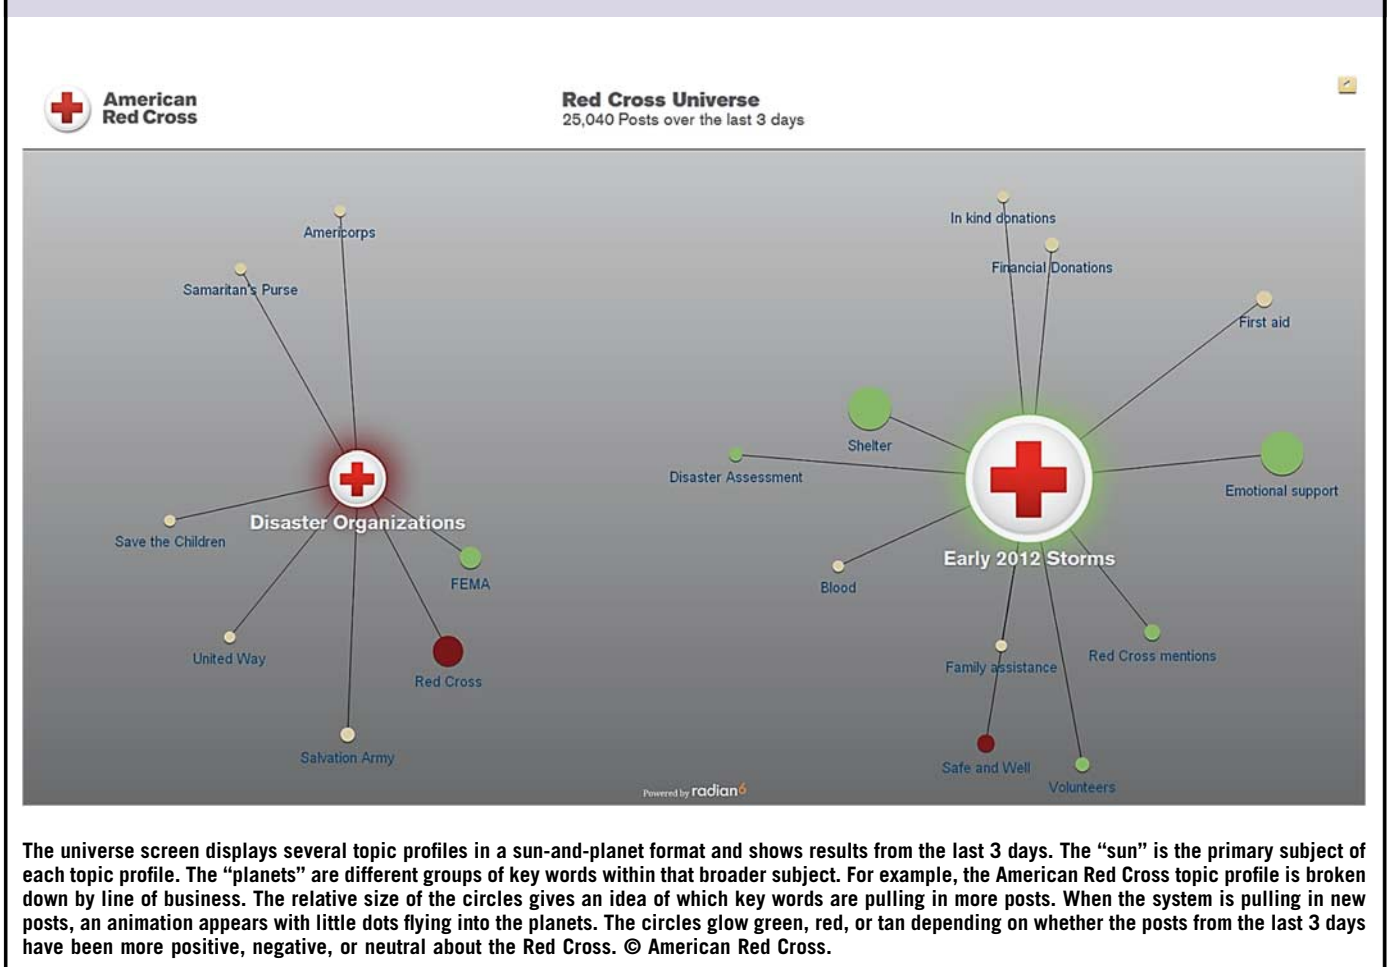 American
Red Cross
Red Cross Universe
25,040 Posts over the last 3 days
Americorps
Samaritan's Purse
Save the Children
Disaster Organizations
FEMA
United Way
Red Cross
Salvation Army
In kind donations
Financial Donations
First aid
Shelter
Disaster Assessment
Emotional support
Blood
Early 2012 Storms
Family assistance
Red Cross mentions
Safe and Well
Volunteers
Powered by radian6
The universe screen displays several topic profiles in a sun-and-planet format and shows results from the last 3 days. The “sun” is the primary subject of
each topic profile. The “planets” are different groups of key words within that broader subject. For example, the American Red Cross topic profile is broken
down by line of business. The relative size of the circles gives an idea of which key words are pulling in more posts. When the system is pulling in new
posts, an animation appears with little dots flying into the planets. The circles glow green, red, or tan depending on whether the posts from the last 3 days
have been more positive, negative, or neutral about the Red Cross. © American Red Cross.